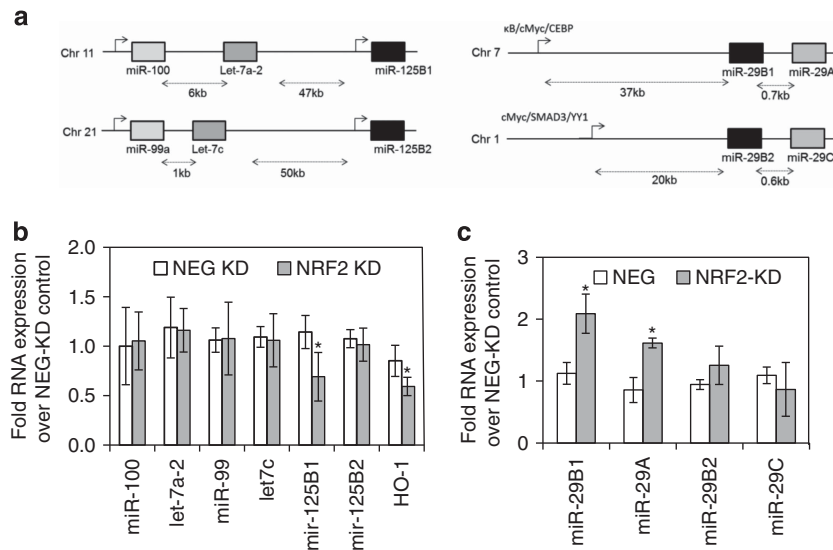 a
Chr 11
miR-100
Let-7a-2
miR-125B1
6kb
47kb
Chr 21
miR-99a
Let-7c
miR-125B2
1kb
50kb
κB/cMyc/CEBP
Chr 7
miR-29B1
miR-29A
37kb
0.7kb
cMyc/SMAD3/YY1
Chr 1
miR-29B2
miR-29C
20kb
0.6kb
b
Fold RNA expression
over NEG-KD control
2.0
1.5
1.0
0.5
0.0
NEG KD
NRF2 KD
*
*
miR-100
let-7a-2
miR-99
let7c
mir-125B1
mir-125B2
HO-1
c
Fold RNA expression
over NEG-KD control
3
2
1
0
NEG
NRF2-KD
*
*
miR-29B1
miR-29A
miR-29B2
miR-29C